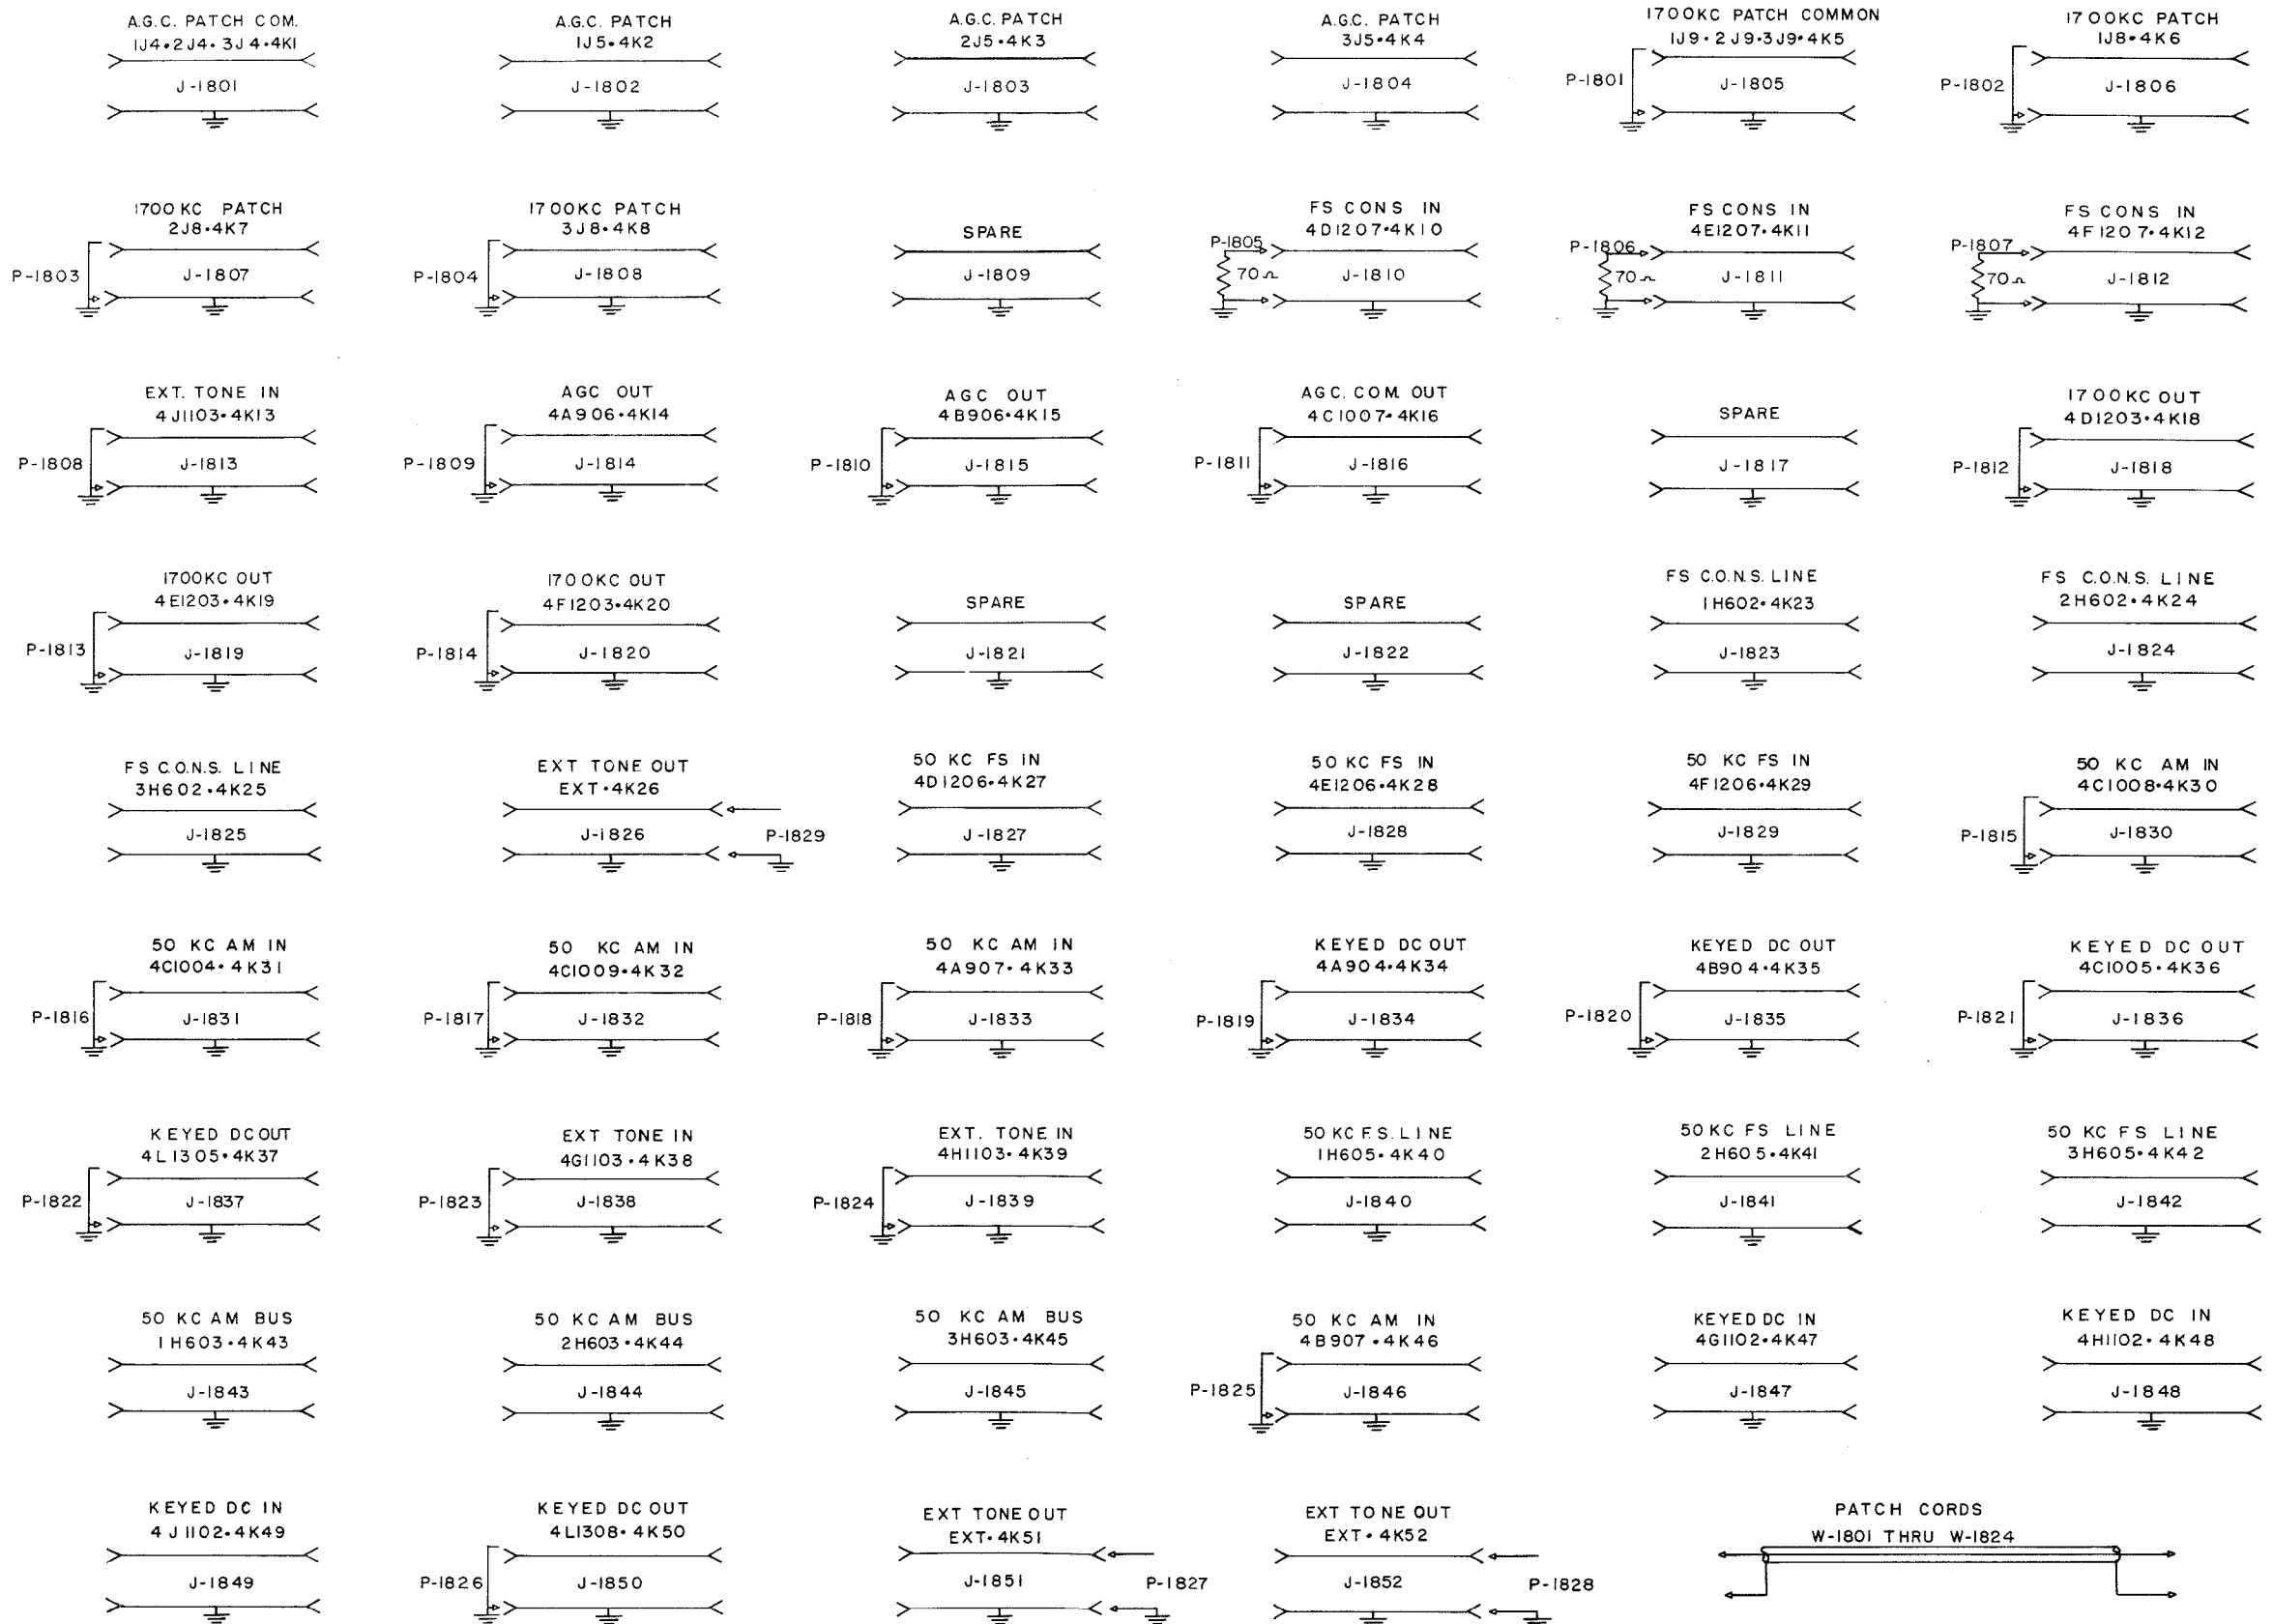 A.G.C. PATCH COM.
1J4•2J4•3J4•4K1
J-1801
A.G.C. PATCH
1J5•4K2
J-1802
A.G.C. PATCH
2J5•4K3
J-1803
A.G.C. PATCH
3J5•4K4
J-1804
1700KC PATCH COMMON
1J9•2J9•3J9•4K5
P-1801
J-1805
1700KC PATCH
1J8•4K6
P-1802
J-1806
1700KC PATCH
2J8•4K7
P-1803
J-1807
1700KC PATCH
3J8•4K8
P-1804
J-1808
SPARE
J-1809
FS CONS IN
4D1207•4K10
P-1805
70Ω
J-1810
FS CONS IN
4E1207•4K11
P-1806
70Ω
J-1811
FS CONS IN
4F1207•4K12
P-1807
70Ω
J-1812
EXT. TONE IN
4J1103•4K13
P-1808
J-1813
AGC OUT
4A906•4K14
P-1809
J-1814
AGC OUT
4B906•4K15
P-1810
J-1815
AGC. COM. OUT
4C1007•4K16
P-1811
J-1816
SPARE
J-1817
1700KC OUT
4D1203•4K18
P-1812
J-1818
1700KC OUT
4E1203•4K19
P-1813
J-1819
1700KC OUT
4F1203•4K20
P-1814
J-1820
SPARE
J-1821
SPARE
J-1822
FS C.O.N.S. LINE
1H602•4K23
J-1823
FS C.O.N.S. LINE
2H602•4K24
J-1824
FS C.O.N.S. LINE
3H602•4K25
J-1825
EXT TONE OUT
EXT•4K26
J-1826
P-1829
50 KC FS IN
4D1206•4K27
J-1827
50 KC FS IN
4E1206•4K28
J-1828
50 KC FS IN
4F1206•4K29
J-1829
50 KC AM IN
4C1008•4K30
P-1815
J-1830
50 KC AM IN
4C1004•4K31
P-1816
J-1831
50 KC AM IN
4C1009•4K32
P-1817
J-1832
50 KC AM IN
4A907•4K33
P-1818
J-1833
KEYED DC OUT
4A904•4K34
P-1819
J-1834
KEYED DC OUT
4B904•4K35
P-1820
J-1835
KEYED DC OUT
4C1005•4K36
P-1821
J-1836
KEYED DC OUT
4L1305•4K37
P-1822
J-1837
EXT TONE IN
4G1103•4K38
P-1823
J-1838
EXT. TONE IN
4H1103•4K39
P-1824
J-1839
50 KC F.S. LINE
1H605•4K40
J-1840
50 KC FS LINE
2H605•4K41
J-1841
50 KC FS LINE
3H605•4K42
J-1842
50 KC AM BUS
1H603•4K43
J-1843
50 KC AM BUS
2H603•4K44
J-1844
50 KC AM BUS
3H603•4K45
J-1845
50 KC AM IN
4B907•4K46
P-1825
J-1846
KEYED DC IN
4G1102•4K47
J-1847
KEYED DC IN
4H1102•4K48
J-1848
KEYED DC IN
4J1102•4K49
J-1849
KEYED DC OUT
4L1308•4K50
P-1826
J-1850
EXT TONE OUT
EXT•4K51
J-1851
P-1827
EXT TONE OUT
EXT•4K52
J-1852
P-1828
PATCH CORDS
W-1801 THRU W-1824